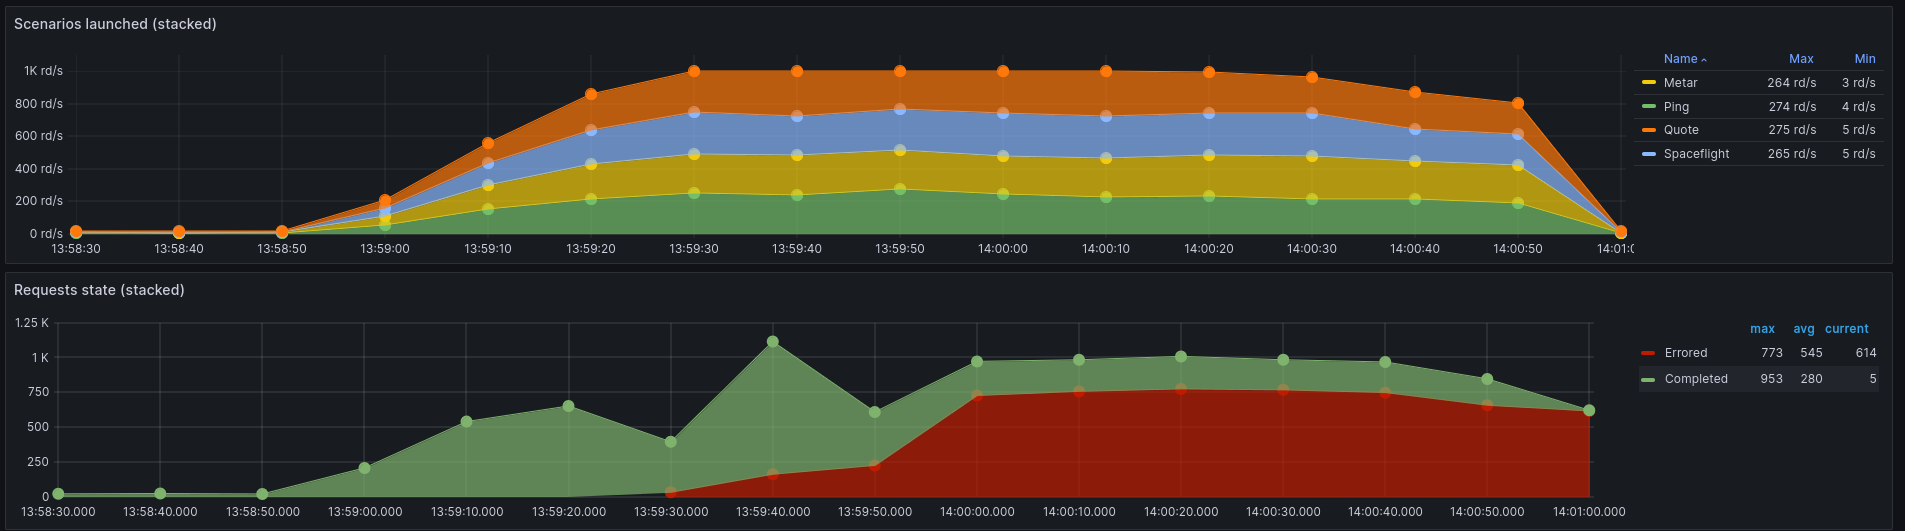 Scenarios launched (stacked)
1K rd/s
800 rd/s
600 rd/s
400 rd/s
200 rd/s
0 rd/s
13:58:30 13:58:40 13:58:50 13:59:00 13:59:10 13:59:20 13:59:30 13:59:40 13:59:50 14:00:00 14:00:10 14:00:20 14:00:30 14:00:40 14:00:50 14:01:0
Name Max Min
Metar 264 rd/s 3 rd/s
Ping 274 rd/s 4 rd/s
Quote 275 rd/s 5 rd/s
Spaceflight 265 rd/s 5 rd/s
Requests state (stacked)
1.25 K
1 K
750
500
250
0
13:58:30.000 13:58:40.000 13:58:50.000 13:59:00.000 13:59:10.000 13:59:20.000 13:59:30.000 13:59:40.000 13:59:50.000 14:00:00.000 14:00:10.000 14:00:20.000 14:00:30.000 14:00:40.000 14:00:50.000 14:01:00.000
max avg current
Errored 773 545 614
Completed 953 280 5